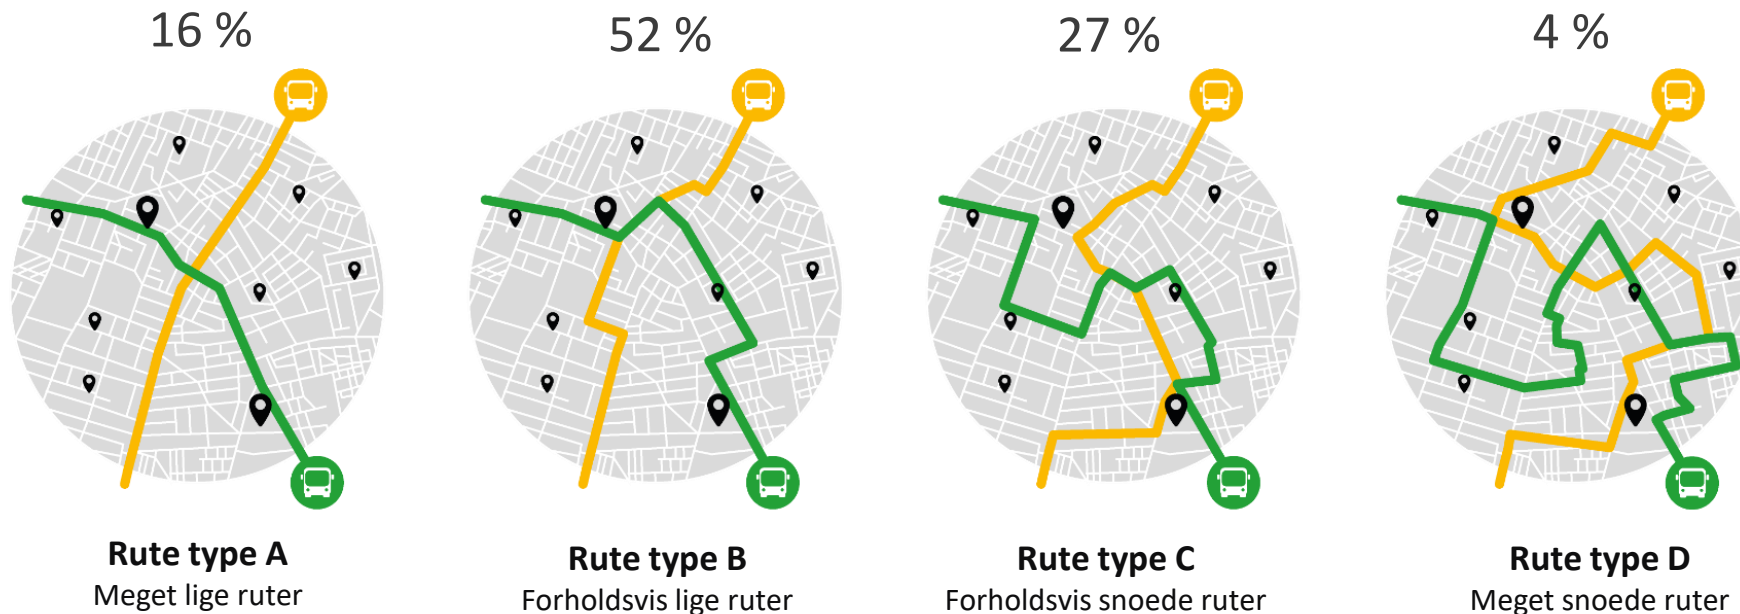 16 %
52 %
27 %
4 %
Rute type A
Meget lige ruter
Rute type B
Forholdsvis lige ruter
Rute type C
Forholdsvis snoede ruter
Rute type D
Meget snoede ruter